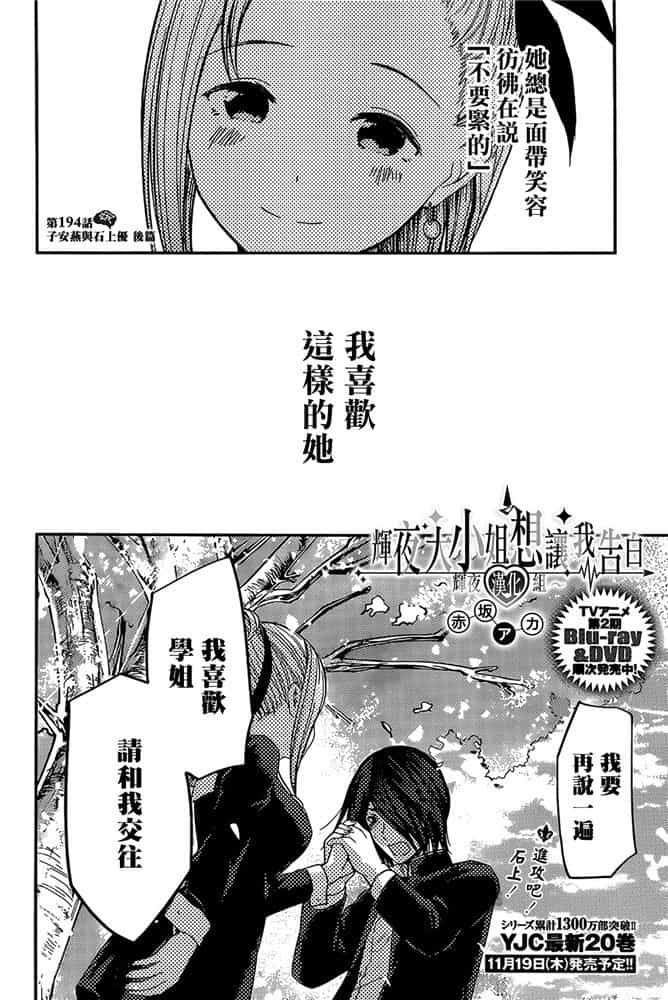 她總是面帶笑容
彷彿在說
「不要緊的」
第194話
子安燕與石上優 後篇
我喜歡
這樣的她
輝夜大小姐想讓我告白
輝夜漢化組
赤坂アカ
TVアニメ
第2期
Blu-ray
&DVD
順次発売中!
我要
再說一遍
我喜歡
學姐
請和我交往
進攻吧!
石上!
シリーズ累計1300万部突破!!
YJC最新20巻
11月19日(木)発売予定!!